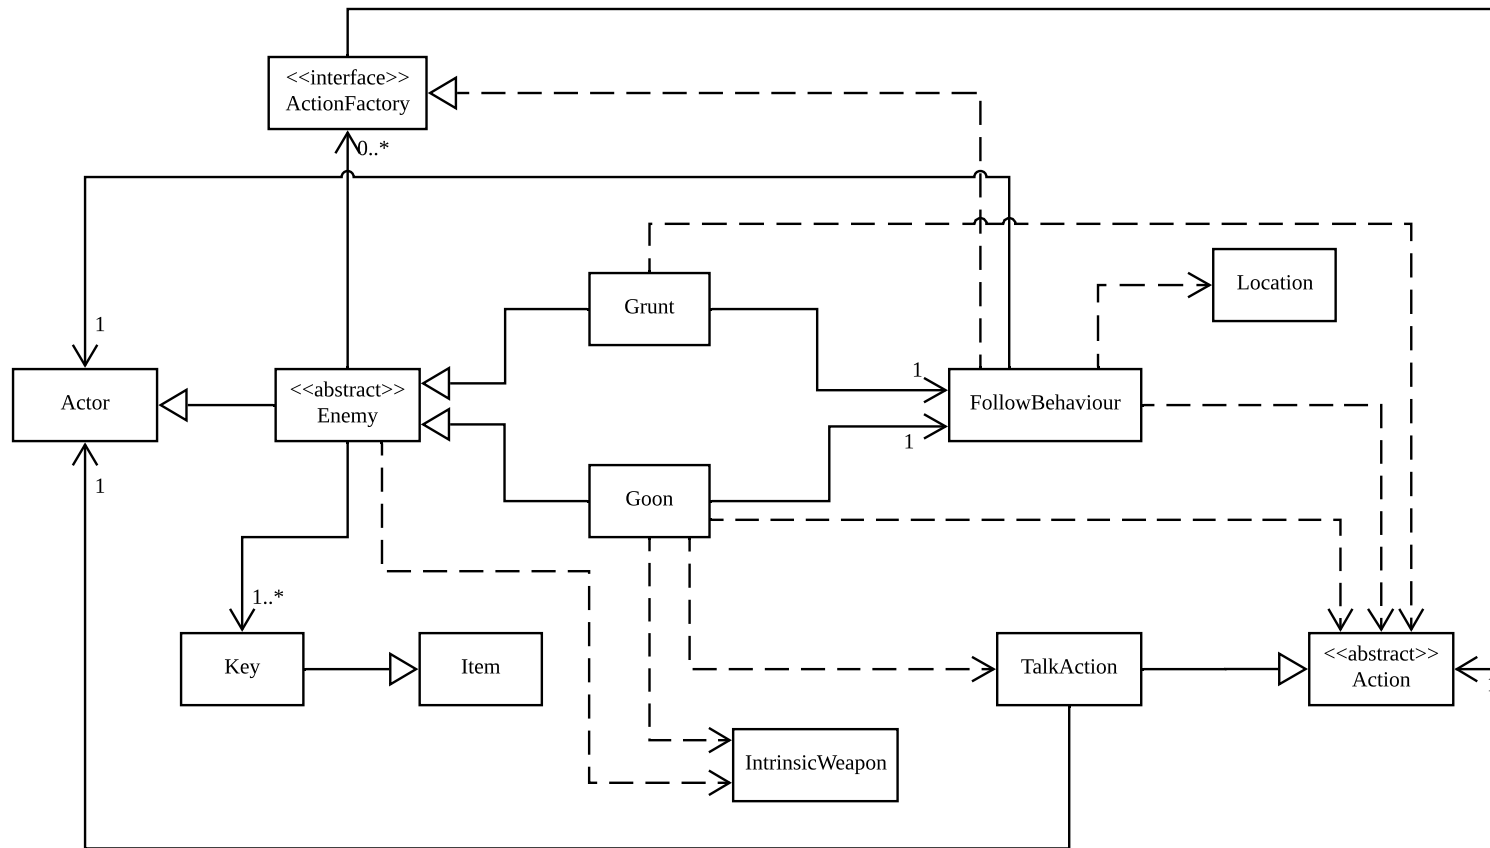 <<interface>>
ActionFactory
0..*
Location
Grunt
1
1
<<abstract>>
Enemy
Actor
FollowBehaviour
1
1
Goon
1..*
Key
Item
TalkAction
<<abstract>>
Action
IntrinsicWeapon